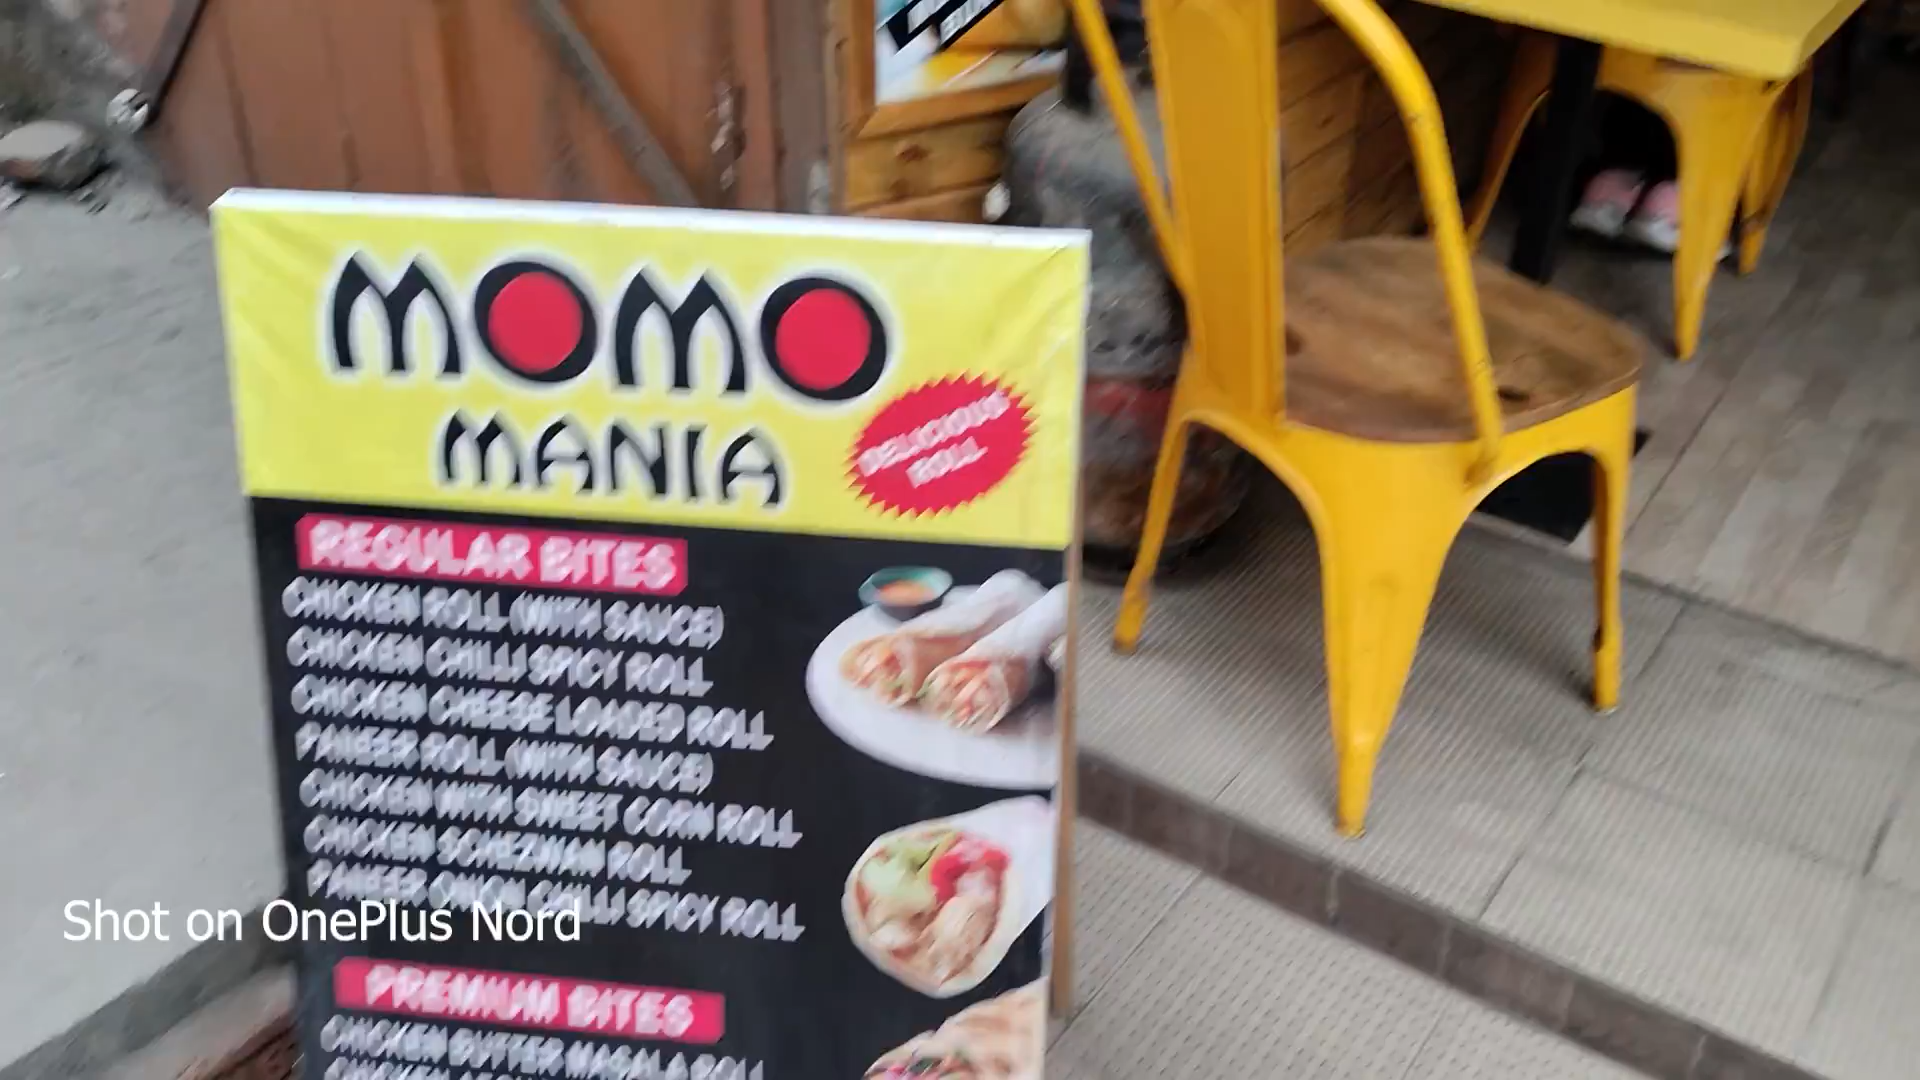 MOMO
MANIA
DELICIOUS
ROLL
REGULAR BITES
CHICKEN ROLL (WITH SAUCE)
CHICKEN CHILLI SPICY ROLL
CHICKEN CHEESE LOADED ROLL
PANEER ROLL (WITH SAUCE)
CHICKEN WITH SWEET CORN ROLL
CHICKEN SCHEZWAN ROLL
PANEER ONION CHILLI SPICY ROLL
Shot on OnePlus Nord
PREMIUM BITES
CHICKEN BUTTER MASALA ROLL
CHICKEN